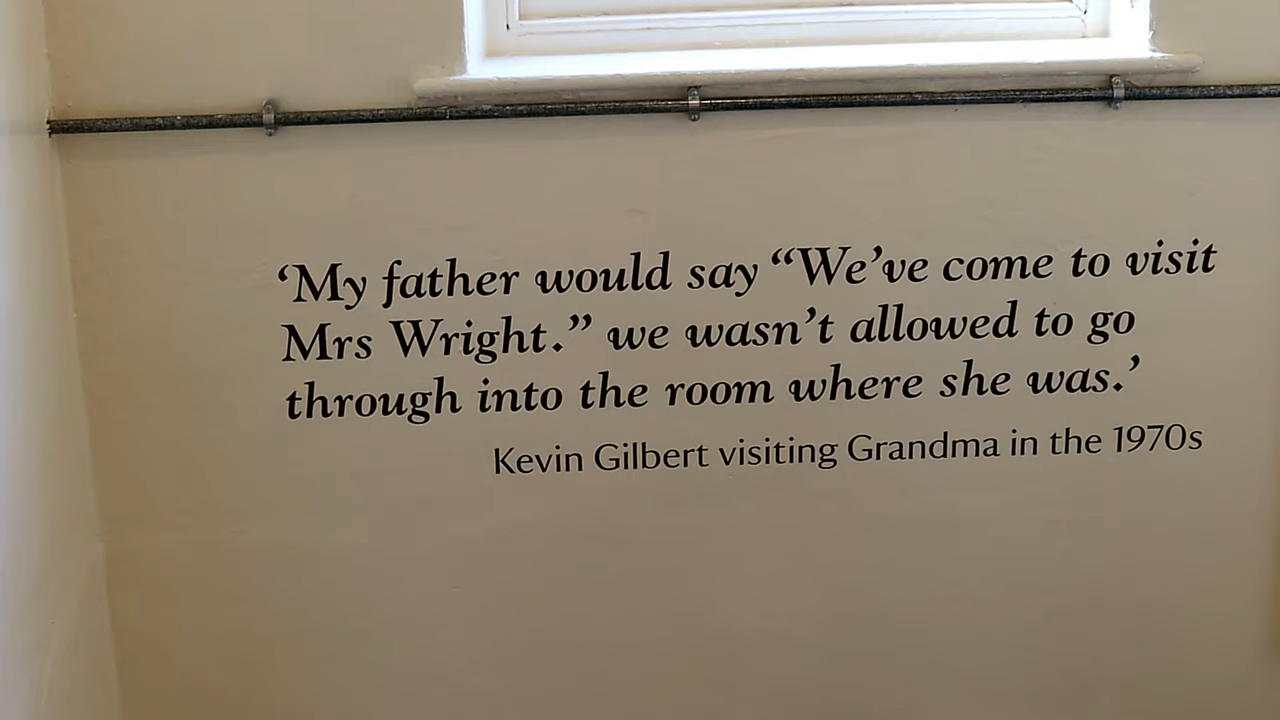 ‘My father would say “We’ve come to visit
Mrs Wright.” we wasn’t allowed to go
through into the room where she was.’
Kevin Gilbert visiting Grandma in the 1970s